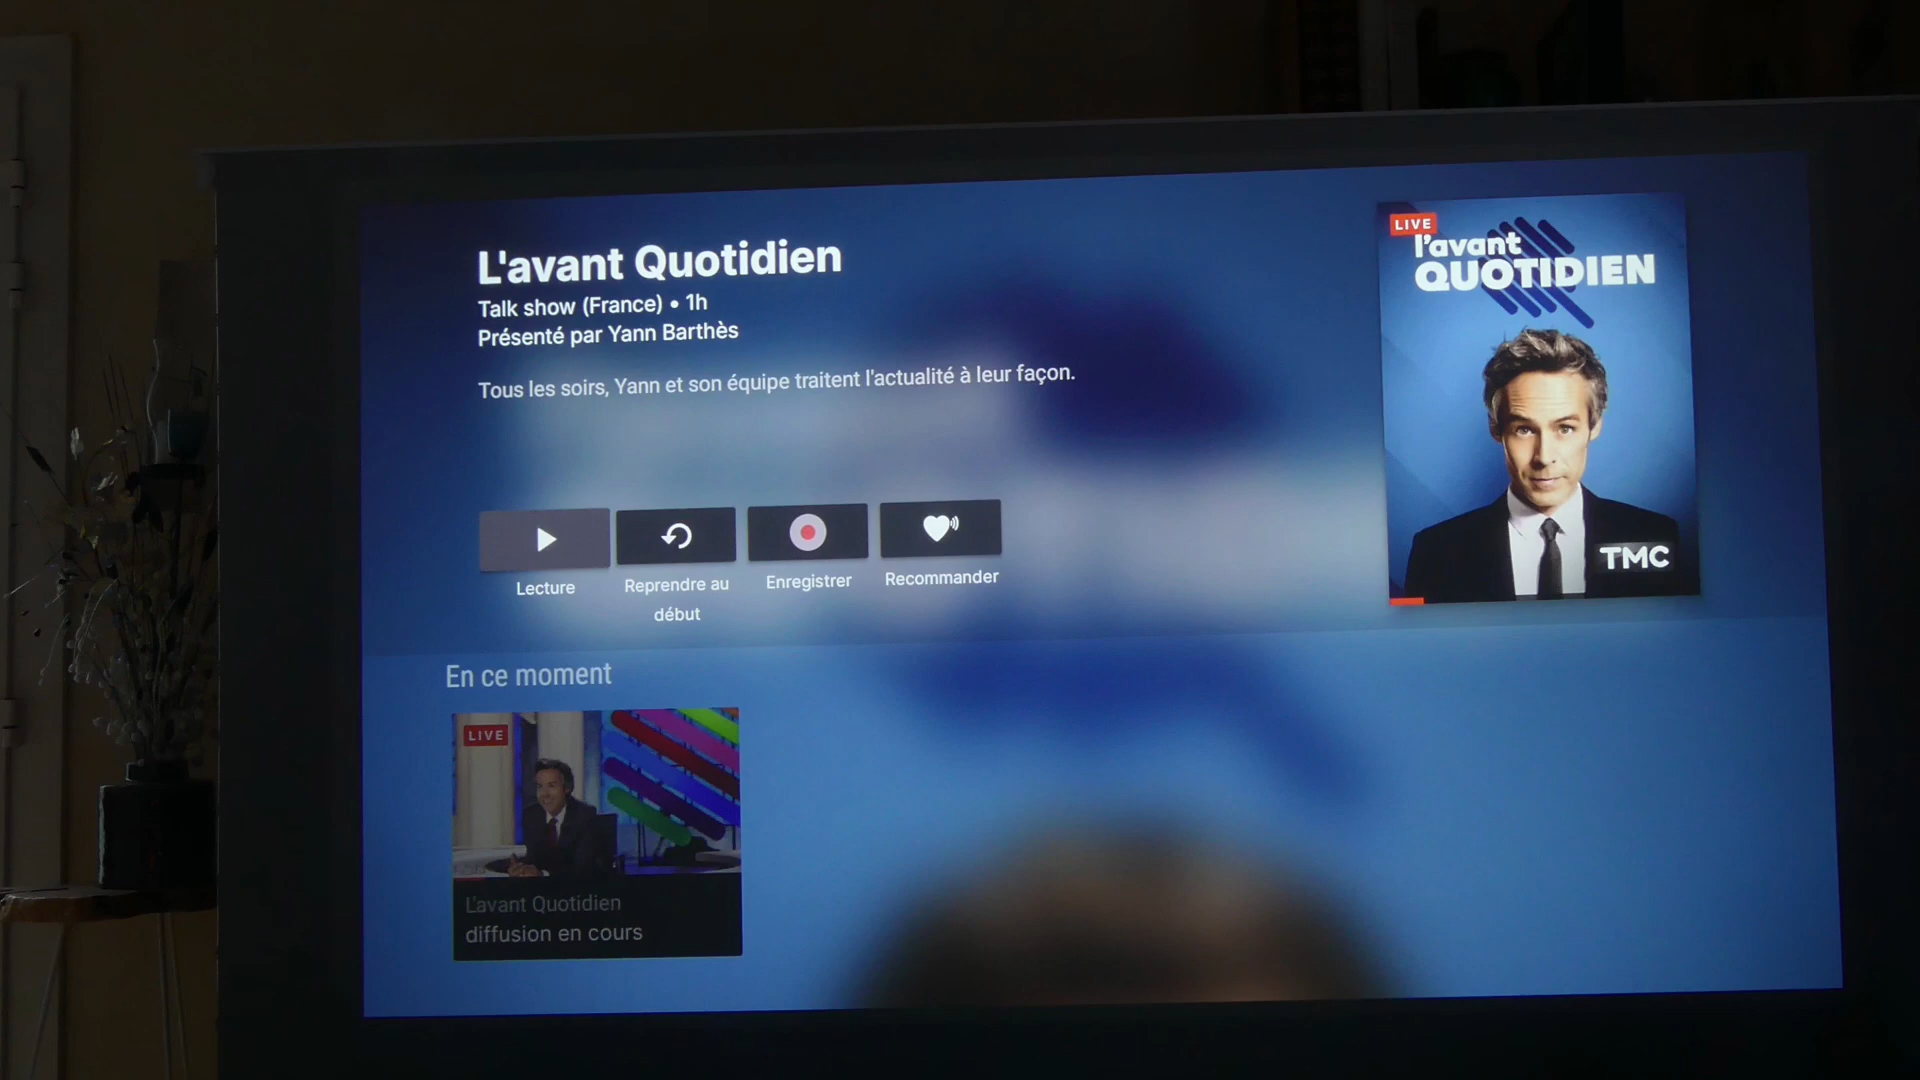 L'avant Quotidien
Talk show (France) • 1h
Présenté par Yann Barthès
Tous les soirs, Yann et son équipe traitent l'actualité à leur façon.
Lecture
Reprendre au
début
Enregistrer
Recommander
LIVE
l'avant
QUOTIDIEN
TMC
En ce moment
LIVE
L'avant Quotidien
diffusion en cours